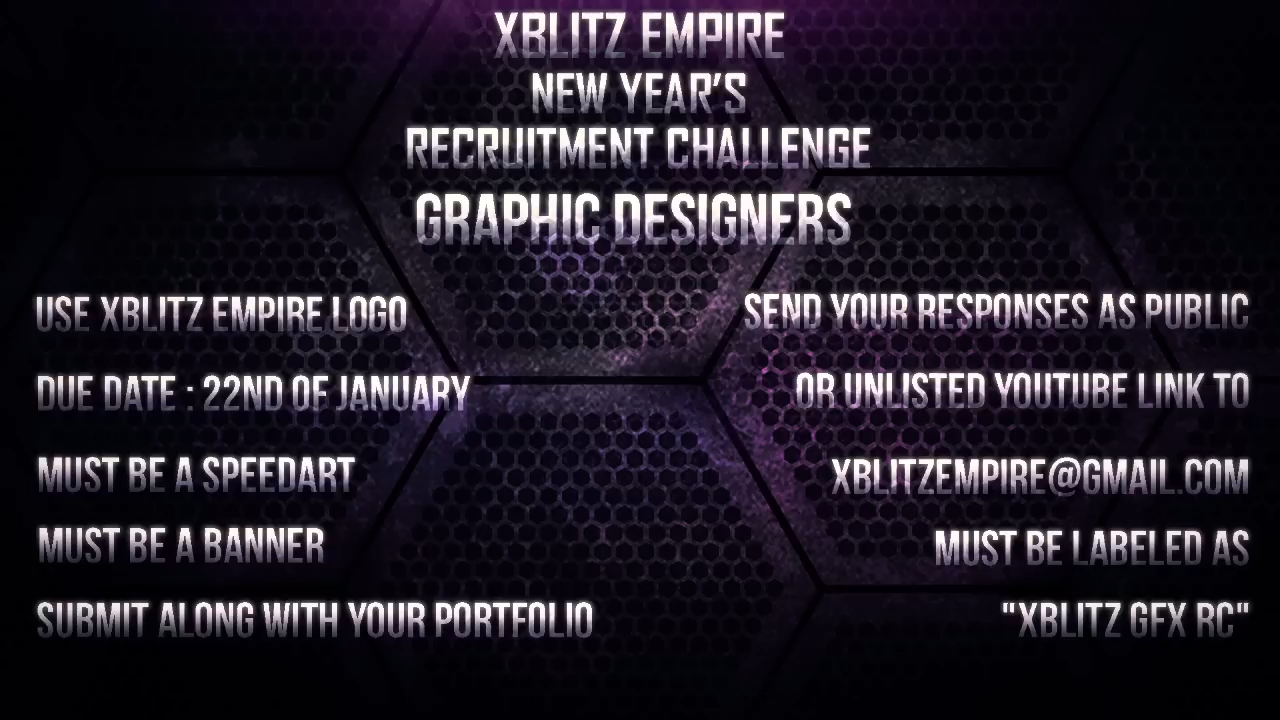 XBLITZ EMPIRE
NEW YEAR'S
RECRUITMENT CHALLENGE
GRAPHIC DESIGNERS
USE XBLITZ EMPIRE LOGO
DUE DATE : 22ND OF JANUARY
MUST BE A SPEEDART
MUST BE A BANNER
SUBMIT ALONG WITH YOUR PORTFOLIO
SEND YOUR RESPONSES AS PUBLIC
OR UNLISTED YOUTUBE LINK TO
XBLITZEMPIRE@GMAIL.COM
MUST BE LABELED AS
"XBLITZ GFX RC"